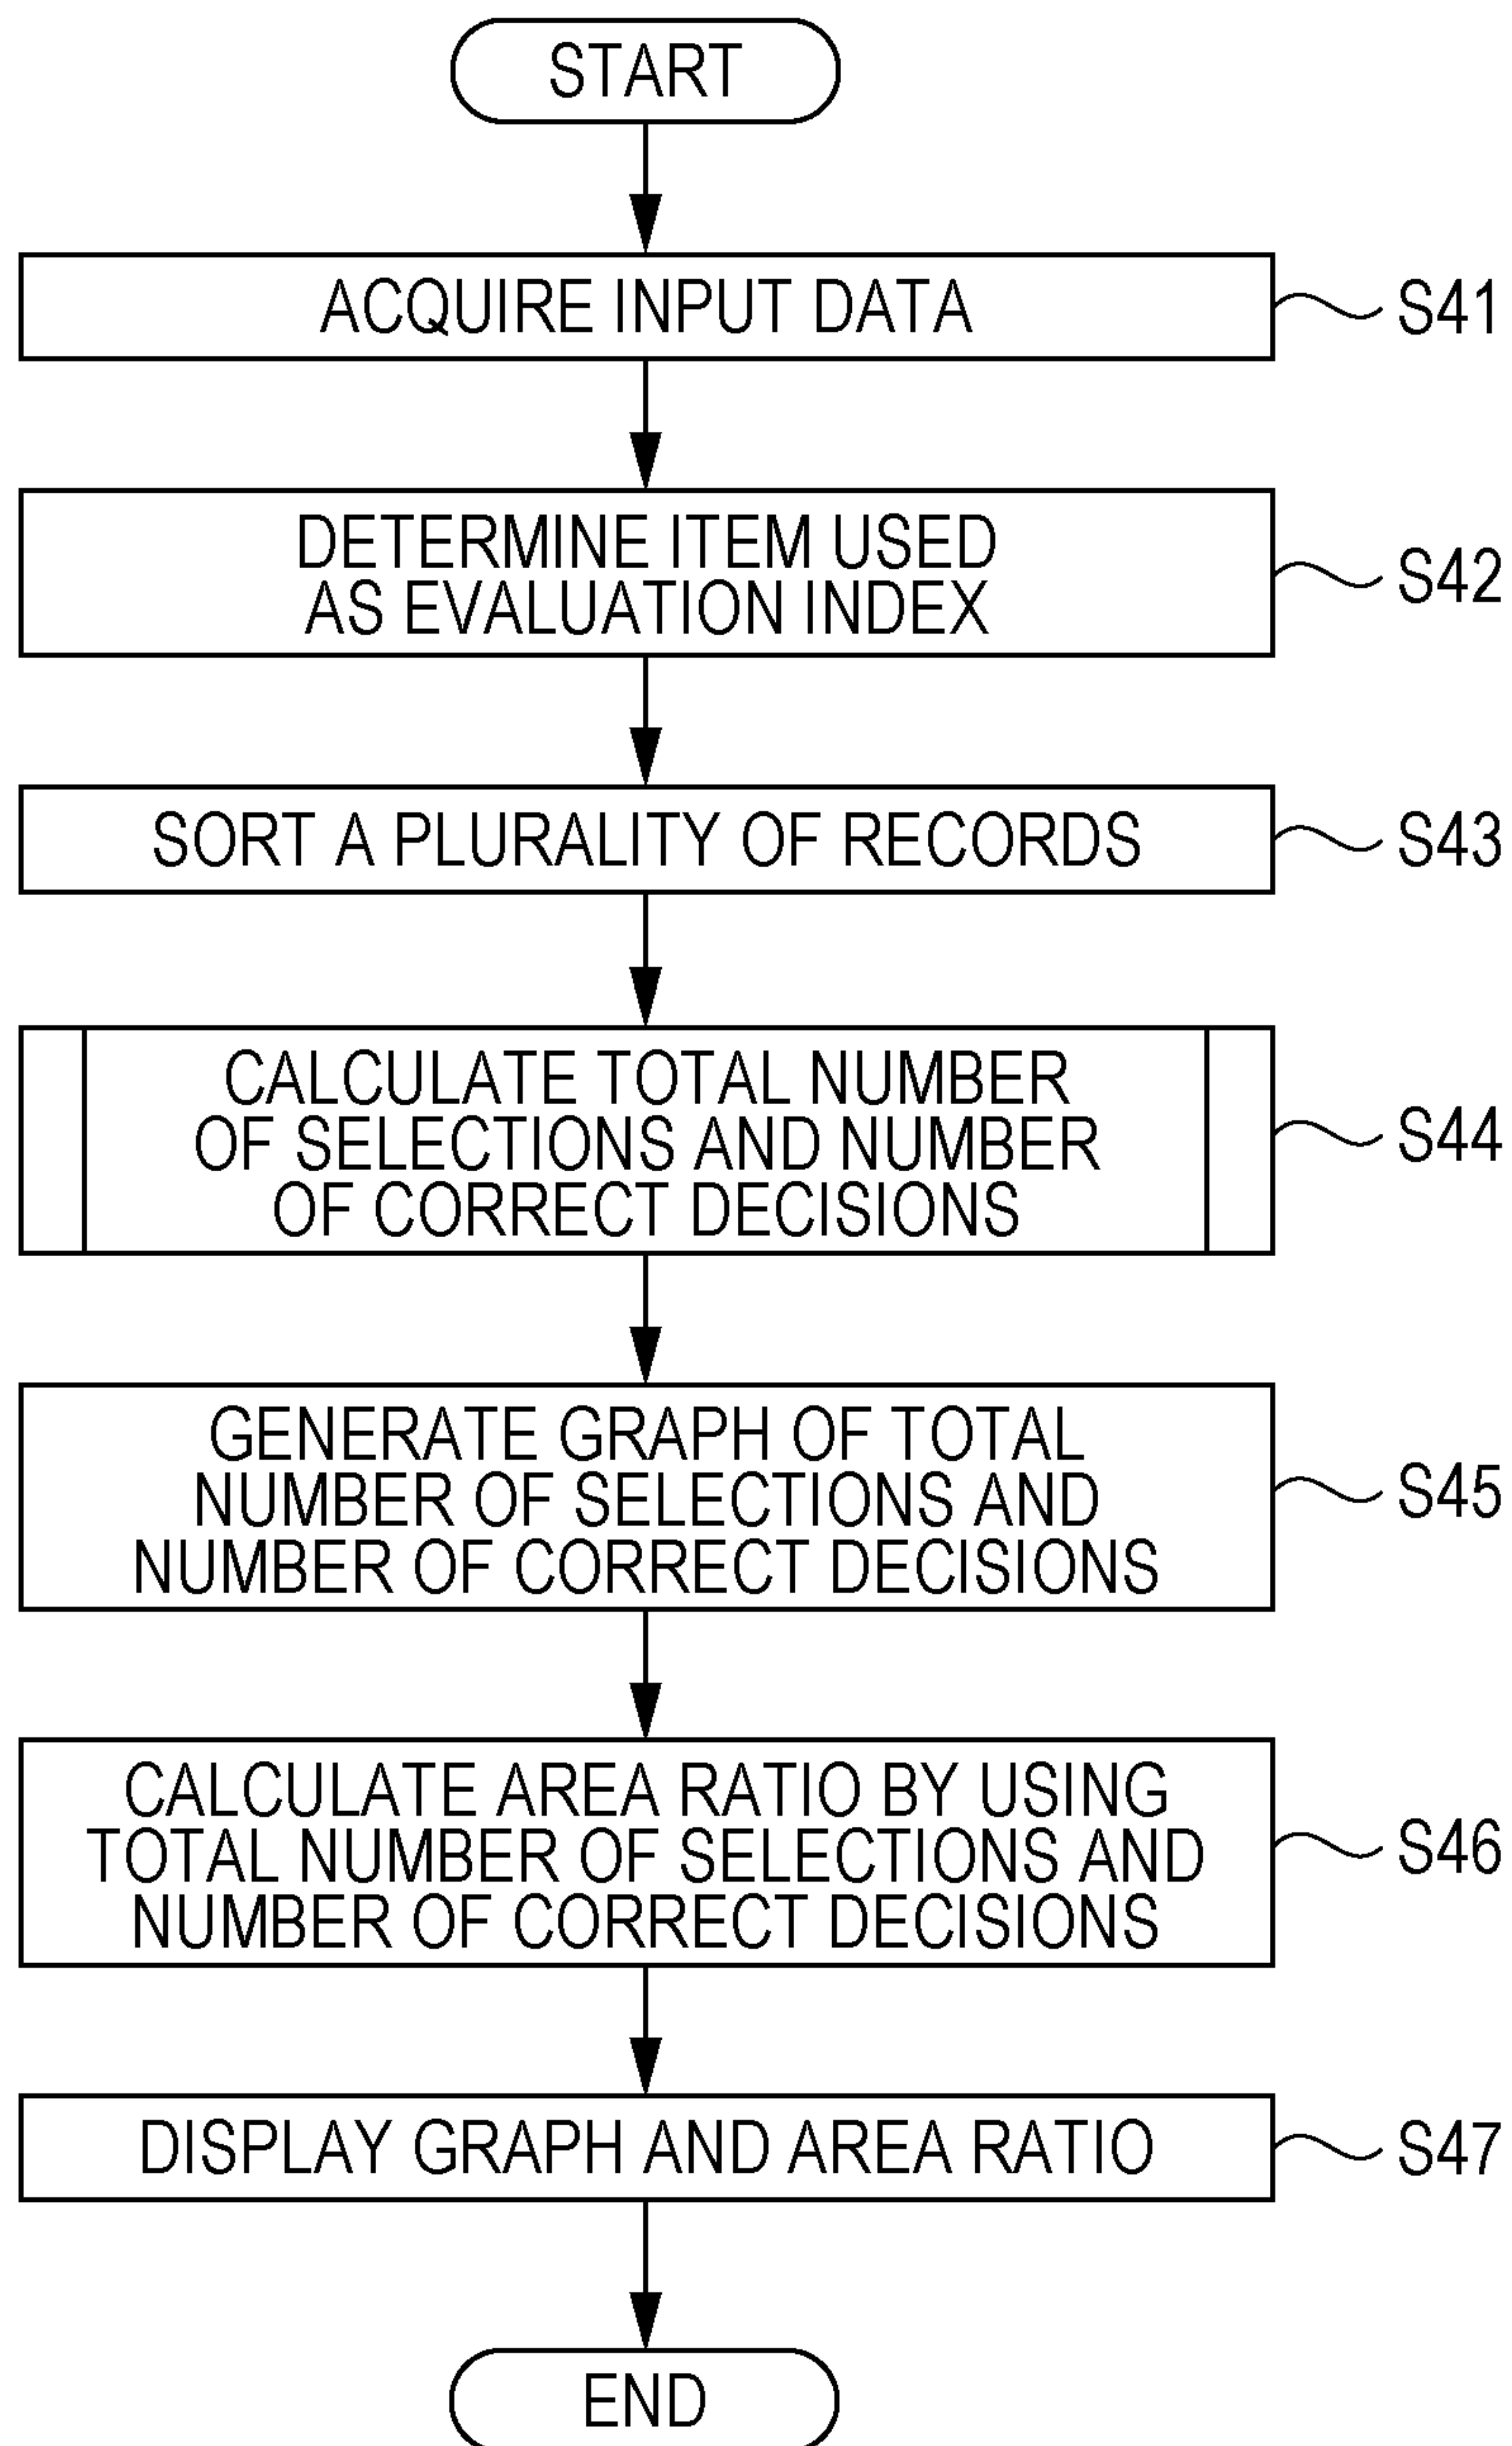 START
ACQUIRE INPUT DATA
S41
DETERMINE ITEM USED
AS EVALUATION INDEX
S42
SORT A PLURALITY OF RECORDS
S43
CALCULATE TOTAL NUMBER
OF SELECTIONS AND NUMBER
OF CORRECT DECISIONS
S44
GENERATE GRAPH OF TOTAL
NUMBER OF SELECTIONS AND
NUMBER OF CORRECT DECISIONS
S45
CALCULATE AREA RATIO BY USING
TOTAL NUMBER OF SELECTIONS AND
NUMBER OF CORRECT DECISIONS
S46
DISPLAY GRAPH AND AREA RATIO
S47
END